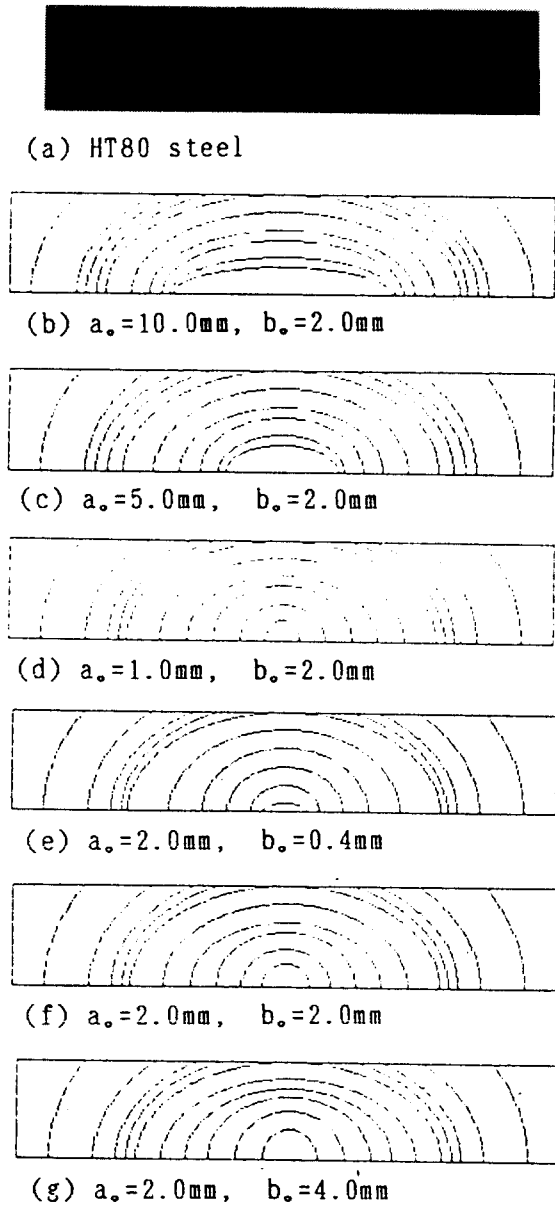 (a) HT80 steel
(b) a₀=10.0mm, b₀=2.0mm
(c) a₀=5.0mm, b₀=2.0mm
(d) a₀=1.0mm, b₀=2.0mm
(e) a₀=2.0mm, b₀=0.4mm
(f) a₀=2.0mm, b₀=2.0mm
(g) a₀=2.0mm, b₀=4.0mm